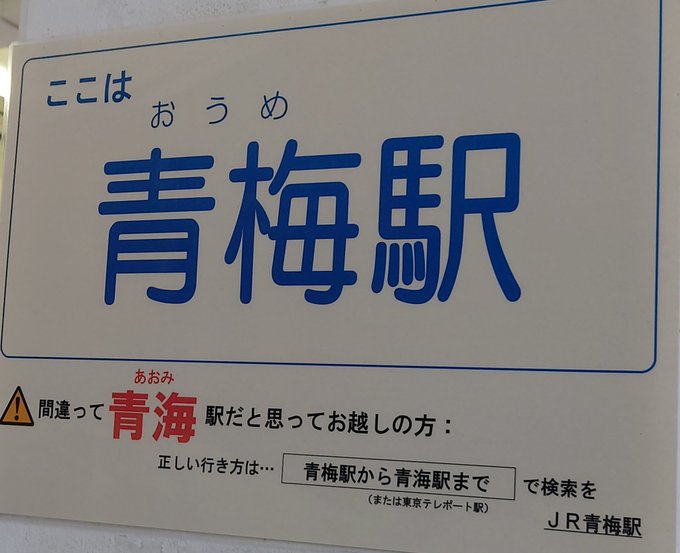 ここは
おうめ
青梅駅
あおみ
間違って青海駅だと思ってお越しの方：
正しい行き方は… 青梅駅から青海駅まで で検索を
（または東京テレポート駅）
JR青梅駅